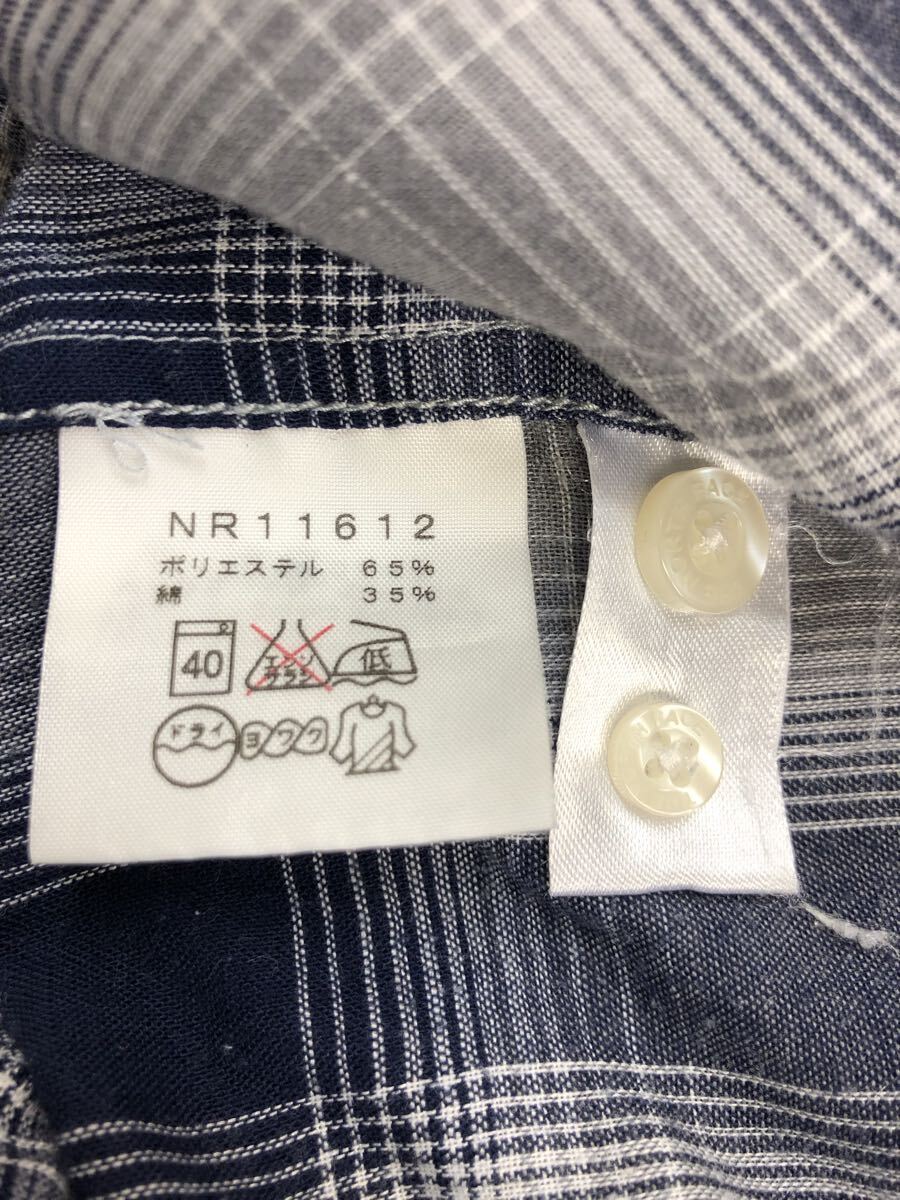 NR11612
ポリエステル 65%
綿 35%
40
エンソ
サラシ
低
ドライ
ヨワク